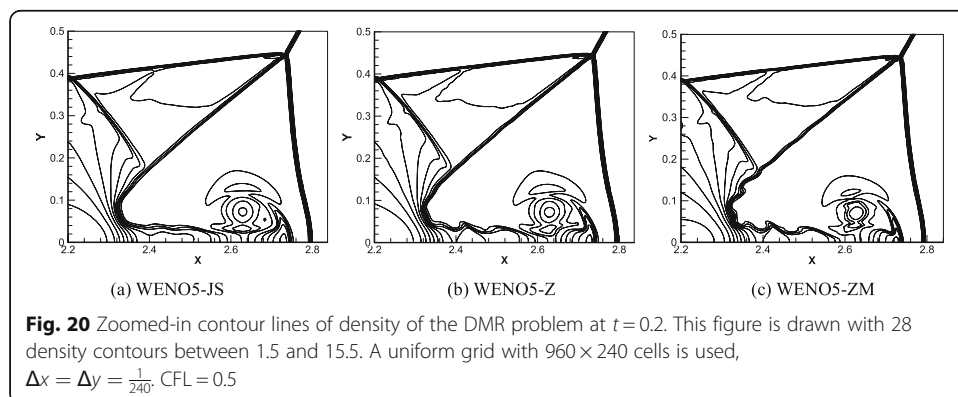 0.5
0.4
0.3
Y
0.2
0.1
0
2.2
2.4
X
2.6
2.8
(a) WENO5-JS
0.5
0.4
0.3
Y
0.2
0.1
0
2.2
2.4
X
2.6
2.8
(b) WENO5-Z
0.5
0.4
0.3
Y
0.2
0.1
0
2.2
2.4
X
2.6
2.8
(c) WENO5-ZM
Fig. 20 Zoomed-in contour lines of density of the DMR problem at t = 0.2. This figure is drawn with 28
density contours between 1.5 and 15.5. A uniform grid with 960 × 240 cells is used,
Δx = Δy = 1/240. CFL = 0.5